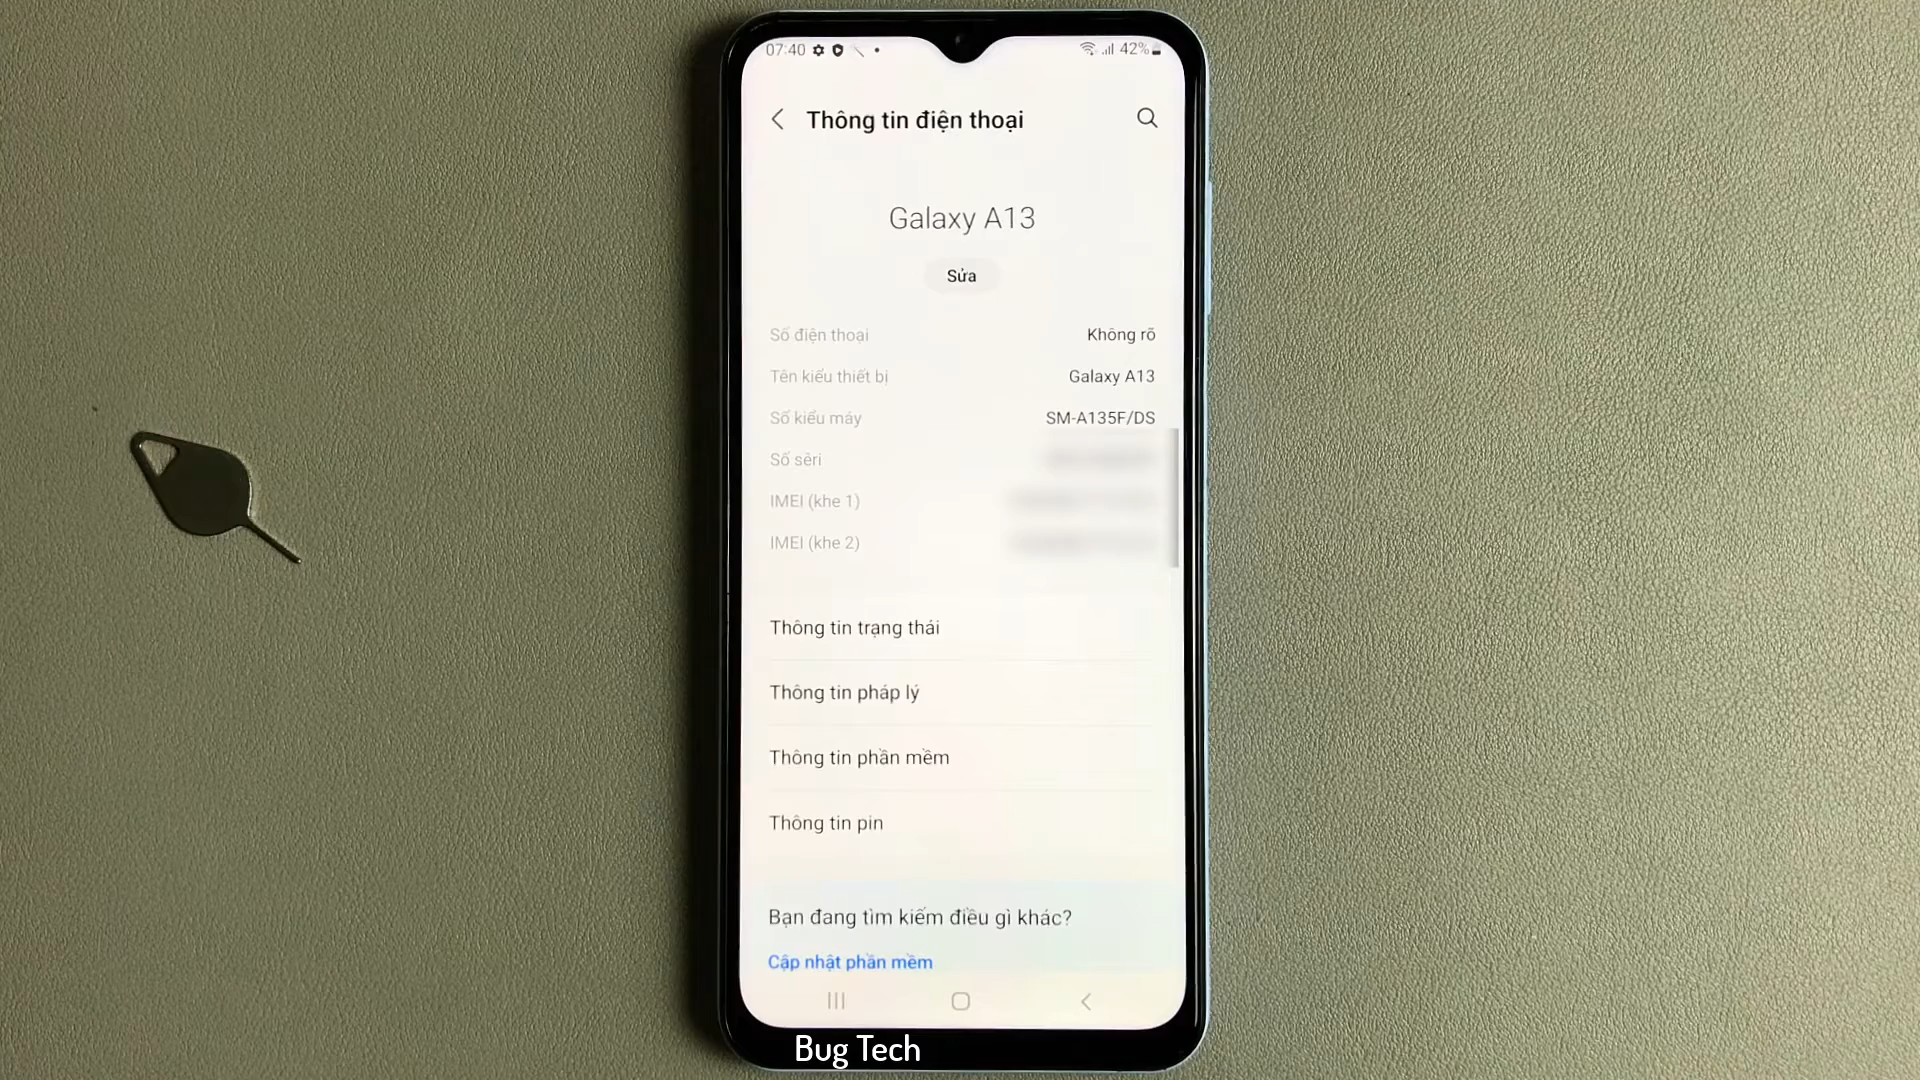 07:40
42%
Thông tin điện thoại
Galaxy A13
Sửa
Số điện thoại Không rõ
Tên kiểu thiết bị Galaxy A13
Số kiểu máy SM-A135F/DS
Số sêri
IMEI (khe 1)
IMEI (khe 2)
Thông tin trạng thái
Thông tin pháp lý
Thông tin phần mềm
Thông tin pin
Bạn đang tìm kiếm điều gì khác?
Cập nhật phần mềm
Bug Tech